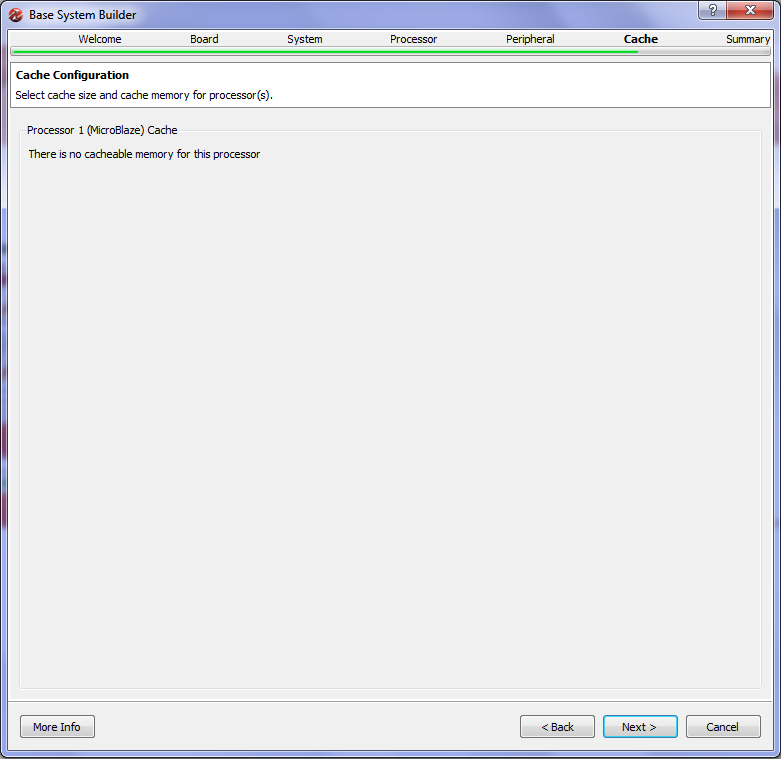 Base System Builder
?
Welcome Board System Processor Peripheral Cache Summary
Cache Configuration
Select cache size and cache memory for processor(s).
Processor 1 (MicroBlaze) Cache
There is no cacheable memory for this processor
More Info < Back Next > Cancel